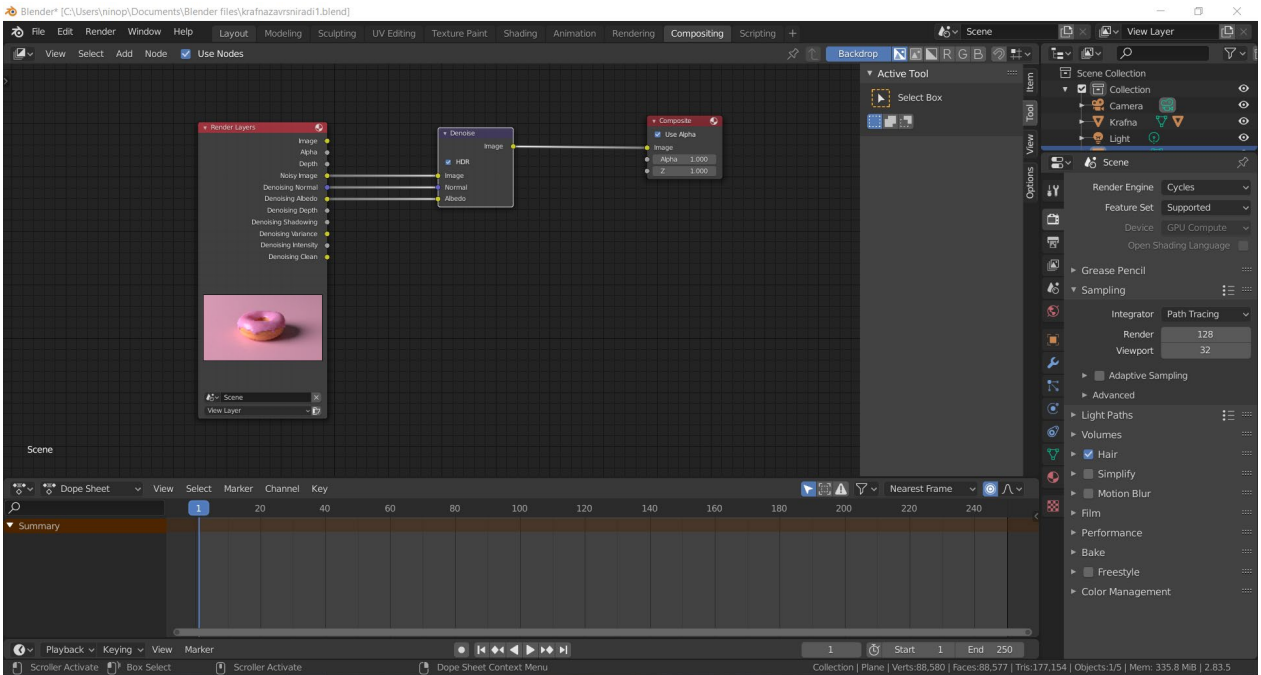 Blender* [C:\Users\ninop\Documents\Blender files\krafnazavrsniradi1.blend]
File Edit Render Window Help Layout Modeling Sculpting UV Editing Texture Paint Shading Animation Rendering Compositing Scripting + Scene View Layer
View Select Add Node Use Nodes Backdrop R G B
Active Tool
Select Box
Item
Tool
View
Options
Render Layers
Image
Alpha
Depth
Noisy Image
Denoising Normal
Denoising Albedo
Denoising Depth
Denoising Shadowing
Denoising Variance
Denoising Intensity
Denoising Clean
Scene
View Layer
Denoise
Image
HDR
Image
Normal
Albedo
Composite
Use Alpha
Image
Alpha 1.000
Z 1.000
Scene
Scene Collection
Collection
Camera
Krafna
Light
Scene
Render Engine Cycles
Feature Set Supported
Device GPU Compute
Open Shading Language
Grease Pencil
Sampling
Integrator Path Tracing
Render 128
Viewport 32
Adaptive Sampling
Advanced
Light Paths
Volumes
Hair
Simplify
Motion Blur
Film
Performance
Bake
Freestyle
Color Management
Dope Sheet View Select Marker Channel Key Nearest Frame
1 20 40 60 80 100 120 140 160 180 200 220 240
Summary
Playback Keying View Marker 1 Start 1 End 250
Scroller Activate Box Select Scroller Activate Dope Sheet Context Menu Collection | Plane | Verts:88,580 | Faces:88,577 | Tris:177,154 | Objects:1/5 | Mem: 335.8 MiB | 2.83.5